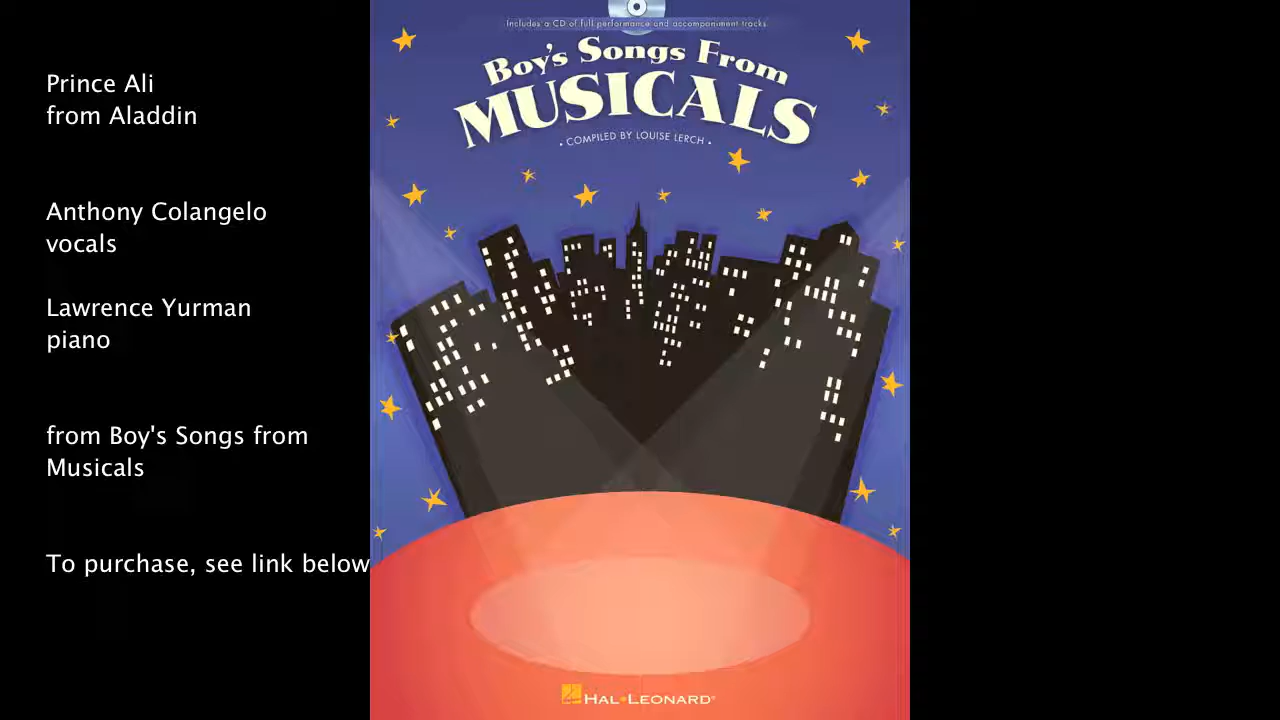 Prince Ali
from Aladdin
Anthony Colangelo
vocals
Lawrence Yurman
piano
from Boy's Songs from
Musicals
To purchase, see link below
Includes a CD of full performance and accompaniment tracks
Boy's Songs From
MUSICALS
• COMPILED BY LOUISE LERCH •
HAL•LEONARD®